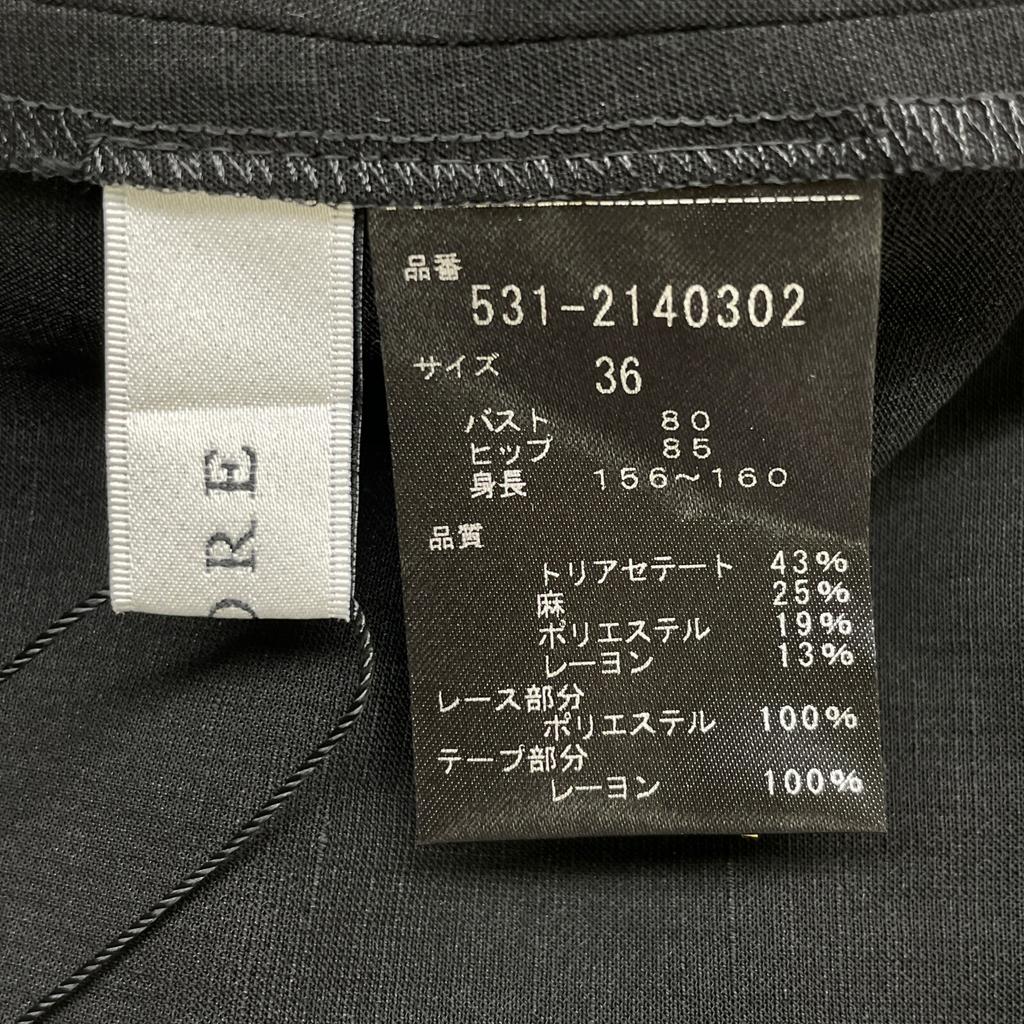 ORE
品番
531-2140302
サイズ 36
バスト 80
ヒップ 85
身長 156〜160
品質
トリアセテート 43%
麻 25%
ポリエステル 19%
レーヨン 13%
レース部分
ポリエステル 100%
テープ部分
レーヨン 100%